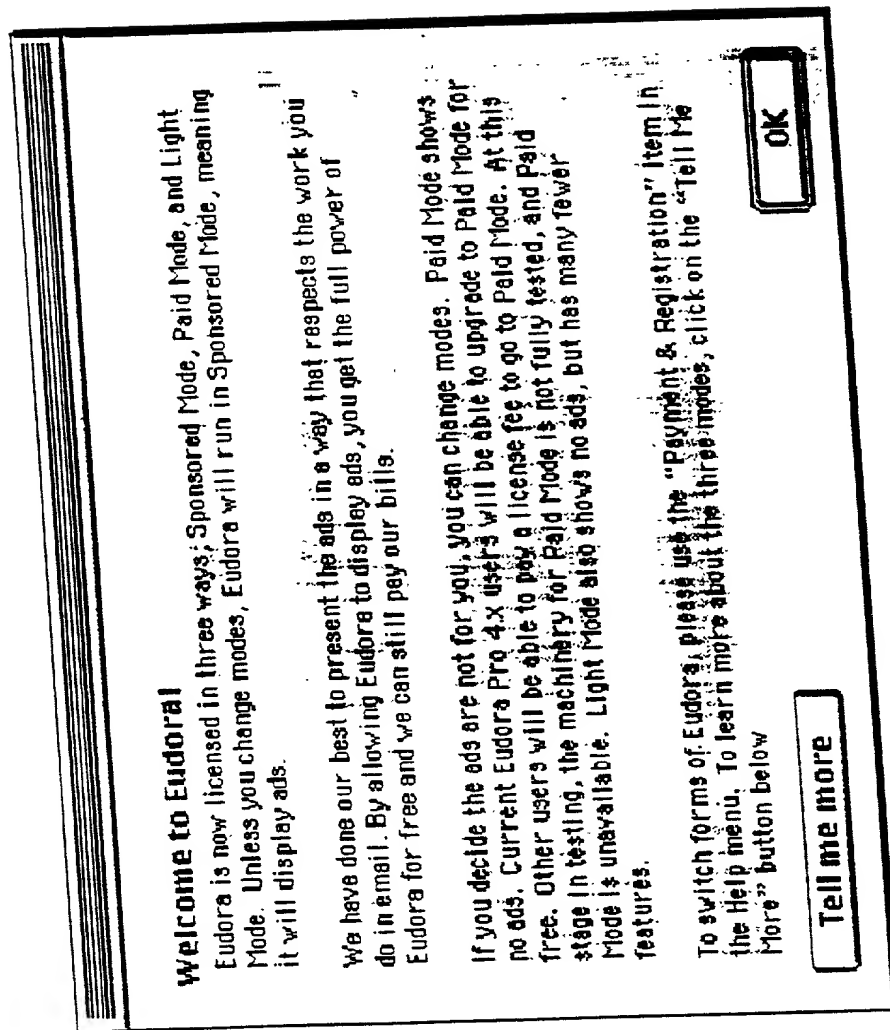 Welcome to Eudora!
Eudora is now licensed in three ways; Sponsored Mode, Paid Mode, and Light
Mode. Unless you change modes, Eudora will run in Sponsored Mode, meaning
it will display ads.
We have done our best to present the ads in a way that respects the work you
do in email. By allowing Eudora to display ads, you get the full power of
Eudora for free and we can still pay our bills.
If you decide the ads are not for you, you can change modes. Paid Mode shows
no ads. Current Eudora Pro 4.x users will be able to upgrade to Paid Mode for
free. Other users will be able to pay a license fee to go to Paid Mode. At this
stage in testing, the machinery for Paid Mode is not fully tested, and Paid
Mode is unavailable. Light Mode also shows no ads, but has many fewer
features.
To switch forms of Eudora, please use the "Payment & Registration" item in
the Help menu. To learn more about the three modes, click on the "Tell Me
More" button below
Tell me more
OK